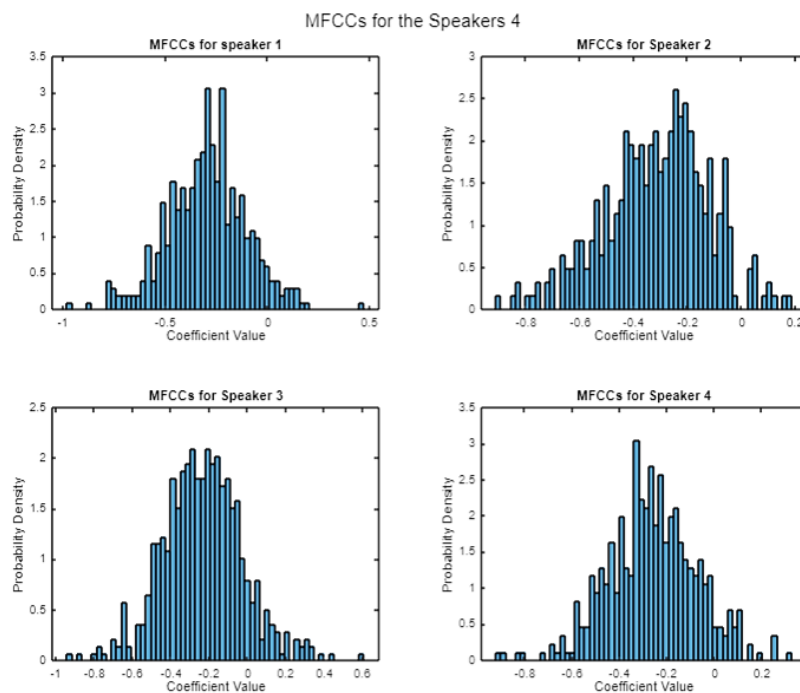 MFCCs for the Speakers 4
MFCCs for speaker 1
3.5
3
2.5
2
1.5
1
0.5
0
Probability Density
-1 -0.5 0 0.5
Coefficient Value
MFCCs for Speaker 2
3
2.5
2
1.5
1
0.5
0
Probability Density
-0.8 -0.6 -0.4 -0.2 0 0.2
Coefficient Value
MFCCs for Speaker 3
2.5
2
1.5
1
0.5
0
Probability Density
-1 -0.8 -0.6 -0.4 -0.2 0 0.2 0.4 0.6
Coefficient Value
MFCCs for Speaker 4
3.5
3
2.5
2
1.5
1
0.5
0
Probability Density
-0.8 -0.6 -0.4 -0.2 0 0.2
Coefficient Value